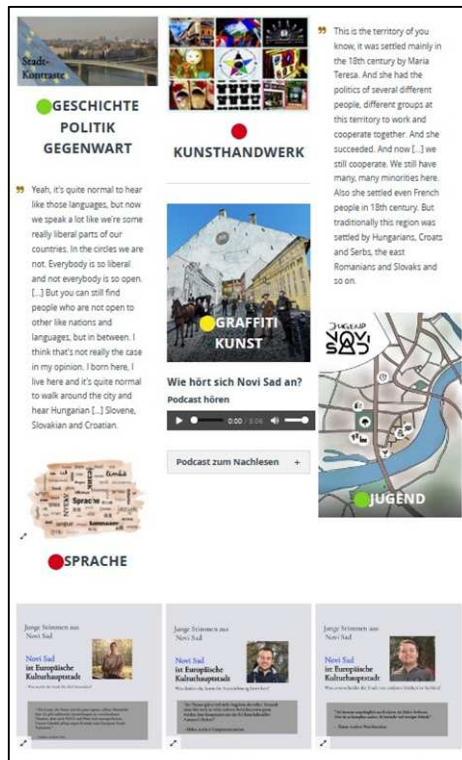 Stadt-
Kontraste
GESCHICHTE
POLITIK
GEGENWART
Yeah, it's quite normal to hear
like those languages, but now
we speak a lot like we're some
really liberal parts of our
countries. In the circles we are
not. Everybody is so liberal
and not everybody is so open.
[...] But you can still find
people who are not open to
other like nations and
languages, but in between. I
think that's not really the case
in my opinion. I born here, I
live here and it's quite normal
to walk around the city and
hear Hungarian [...] Slovene,
Slovakian and Croatian.
Sprache
SPRACHE
KUNSTHANDWERK
GRAFFITI
KUNST
Wie hört sich Novi Sad an?
Podcast hören
0:00 / 5:06
Podcast zum Nachlesen +
This is the territory of you
know, it was settled mainly in
the 18th century by Maria
Teresa. And she had the
politics of several different
people, different groups at
this territory to work and
cooperate together. And she
succeeded. And now [...] we
still cooperate. We still have
many, many minorities here.
Also she settled even French
people in 18th century. But
traditionally this region was
settled by Hungarians, Croats
and Serbs, the east
Romanians and Slovaks and
so on.
JUGEND
NOVI
SAD
JUGEND
Junge Stimmen aus
Novi Sad
Novi Sad
ist Europäische
Kulturhauptstadt
Junge Stimmen aus
Novi Sad
Novi Sad
ist Europäische
Kulturhauptstadt
Junge Stimmen aus
Novi Sad
Novi Sad
ist Europäische
Kulturhauptstadt